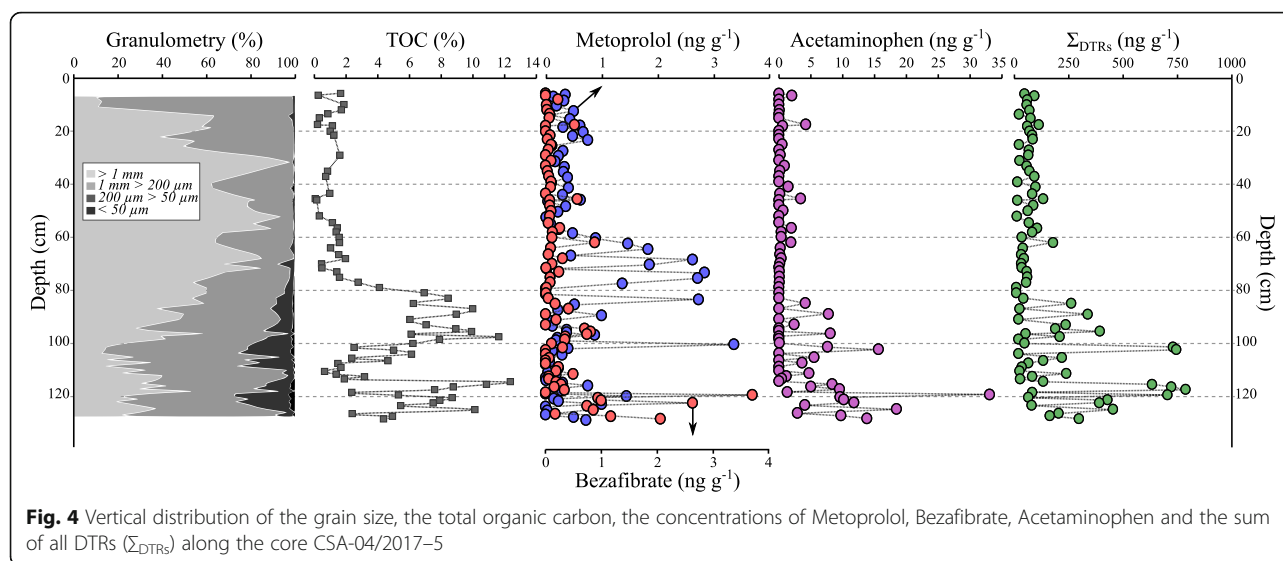 Granulometry (%)
TOC (%)
Metoprolol (ng g-1)
Acetaminophen (ng g-1)
ΣDTRs (ng g-1)
0 20 40 60 80 100
0 2 4 6 8 10 12 14
0 1 2 3 4
0 5 10 15 20 25 30 35
0 250 500 750 1000
Depth (cm)
0
20
40
60
80
100
120
> 1 mm
1 mm > 200 µm
200 µm > 50 µm
< 50 µm
0
20
40
60
80
100
120
Depth (cm)
0 1 2 3 4
Bezafibrate (ng g-1)
Fig. 4 Vertical distribution of the grain size, the total organic carbon, the concentrations of Metoprolol, Bezafibrate, Acetaminophen and the sum
of all DTRs (ΣDTRs) along the core CSA-04/2017–5